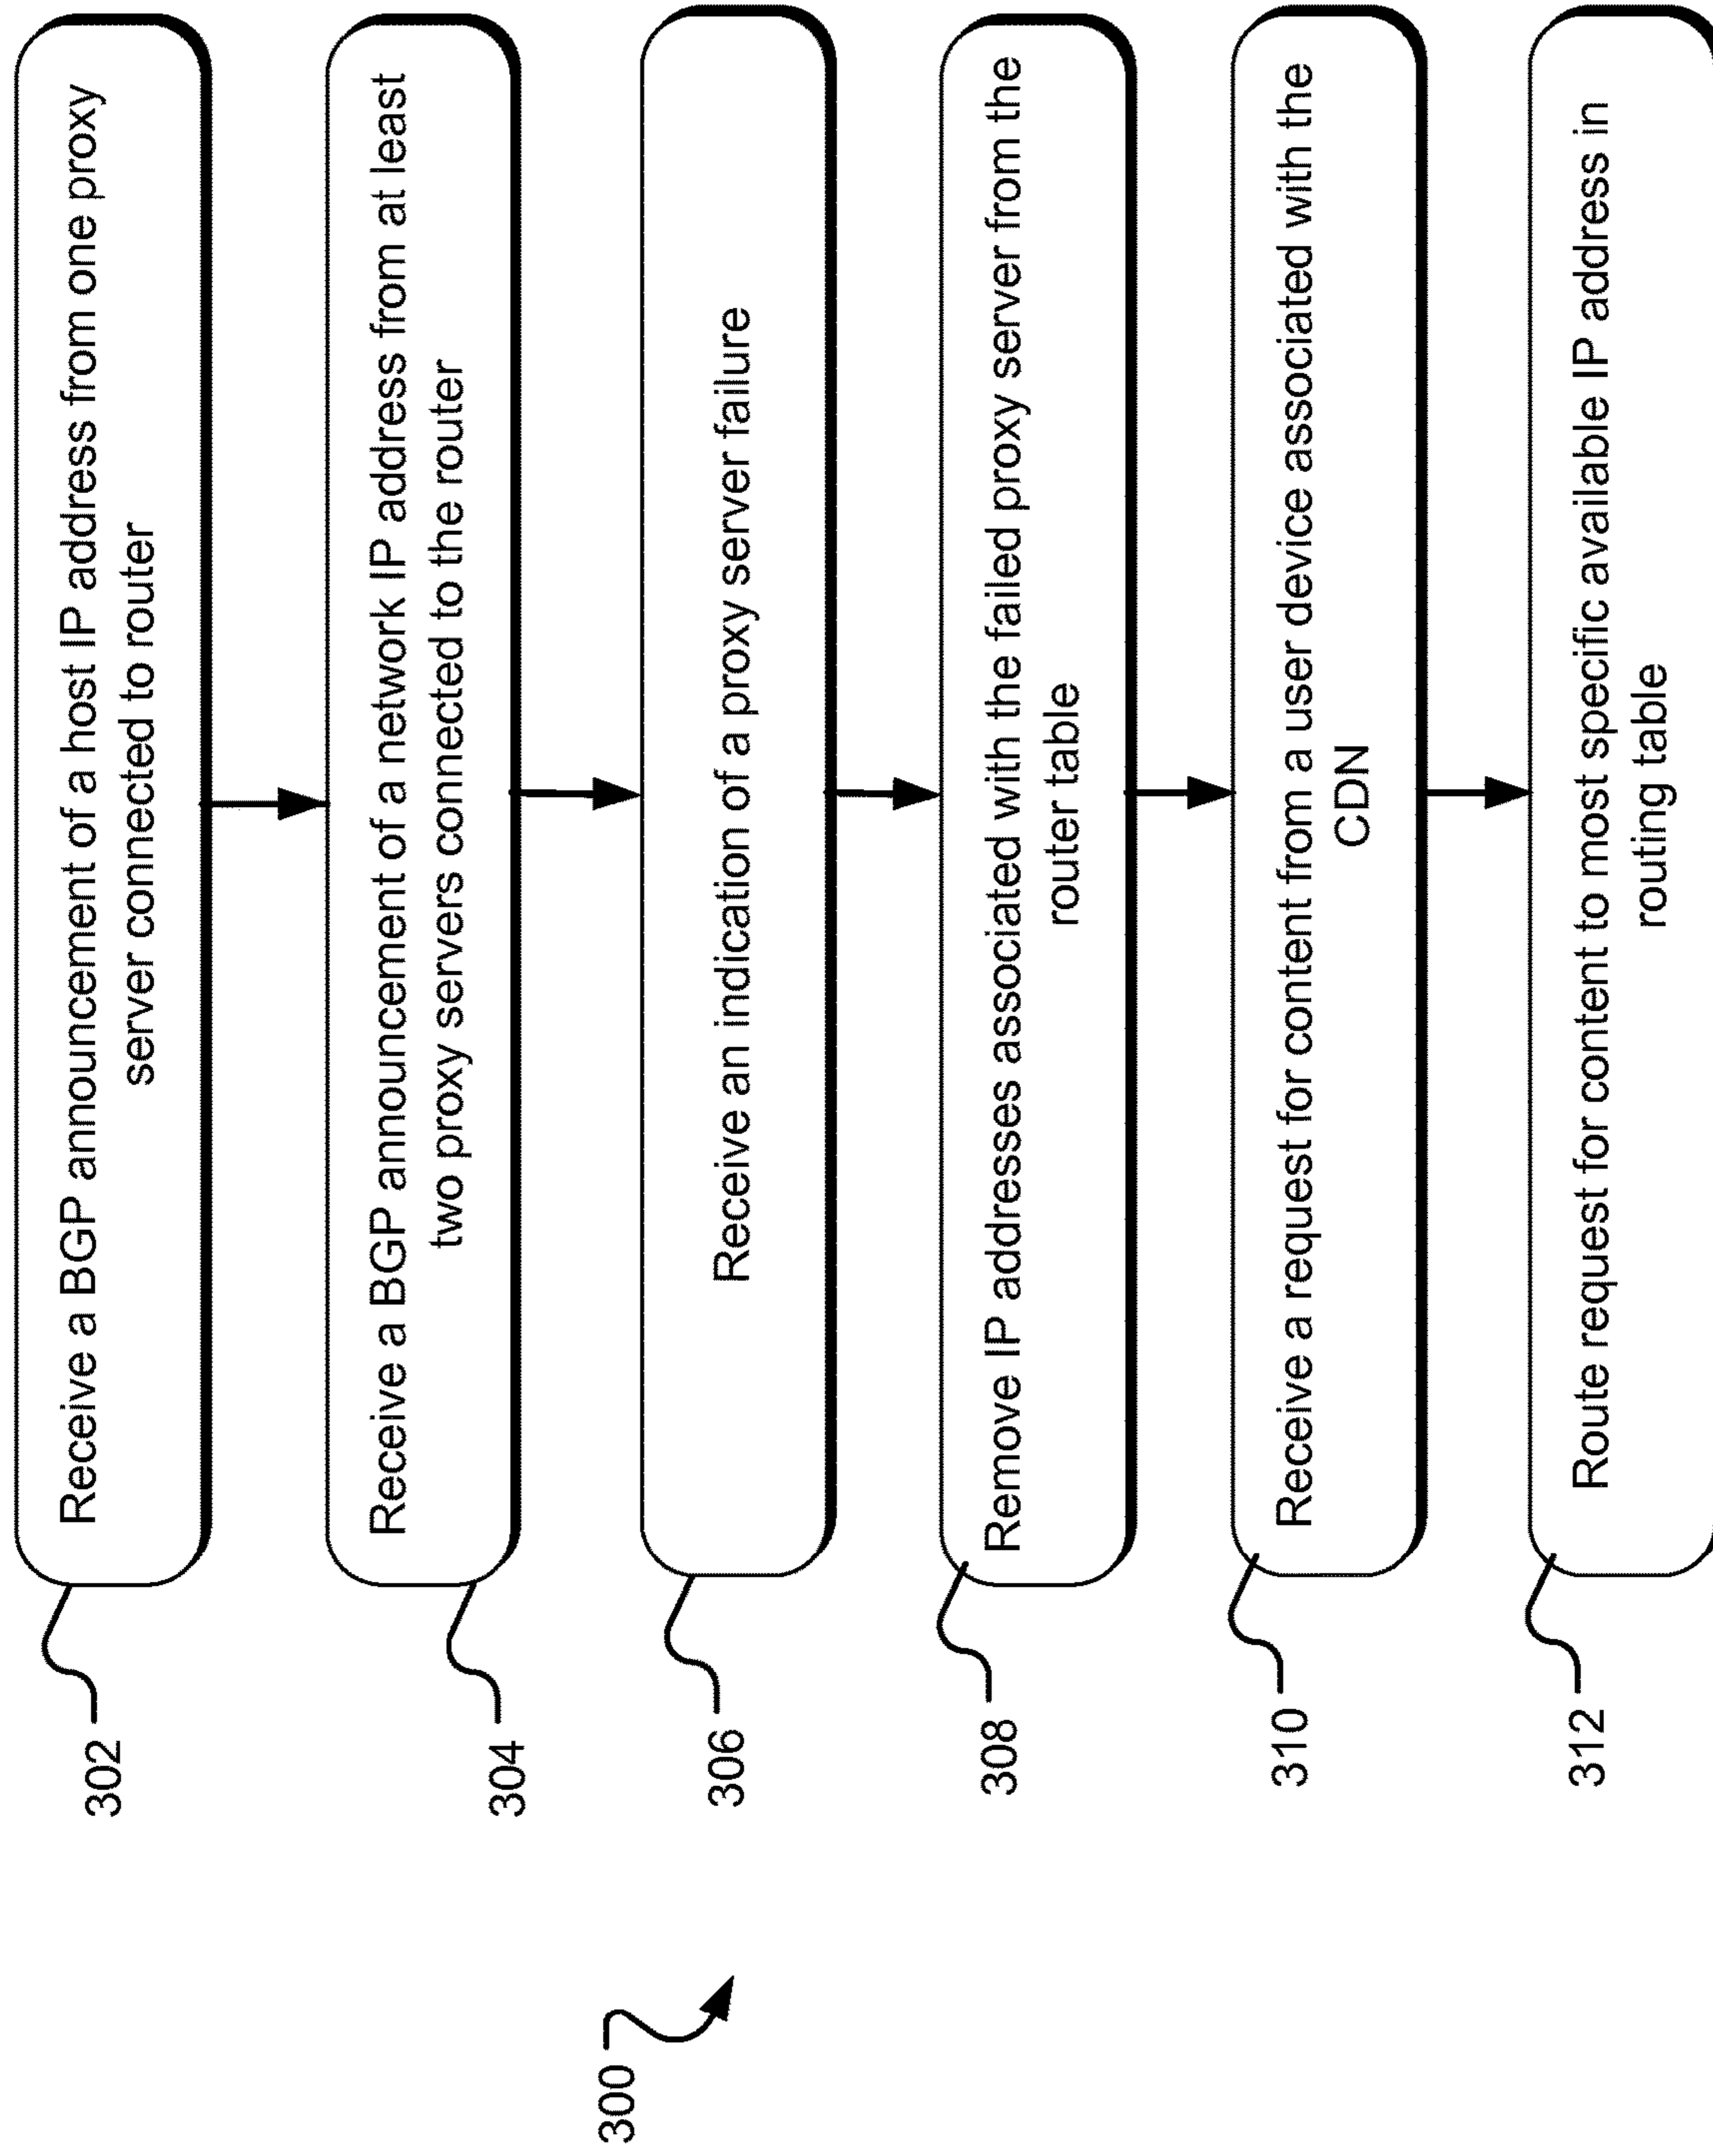 300
302
Receive a BGP announcement of a host IP address from one proxy
server connected to router
304
Receive a BGP announcement of a network IP address from at least
two proxy servers connected to the router
306
Receive an indication of a proxy server failure
308
Remove IP addresses associated with the failed proxy server from the
router table
310
Receive a request for content from a user device associated with the
CDN
312
Route request for content to most specific available IP address in
routing table